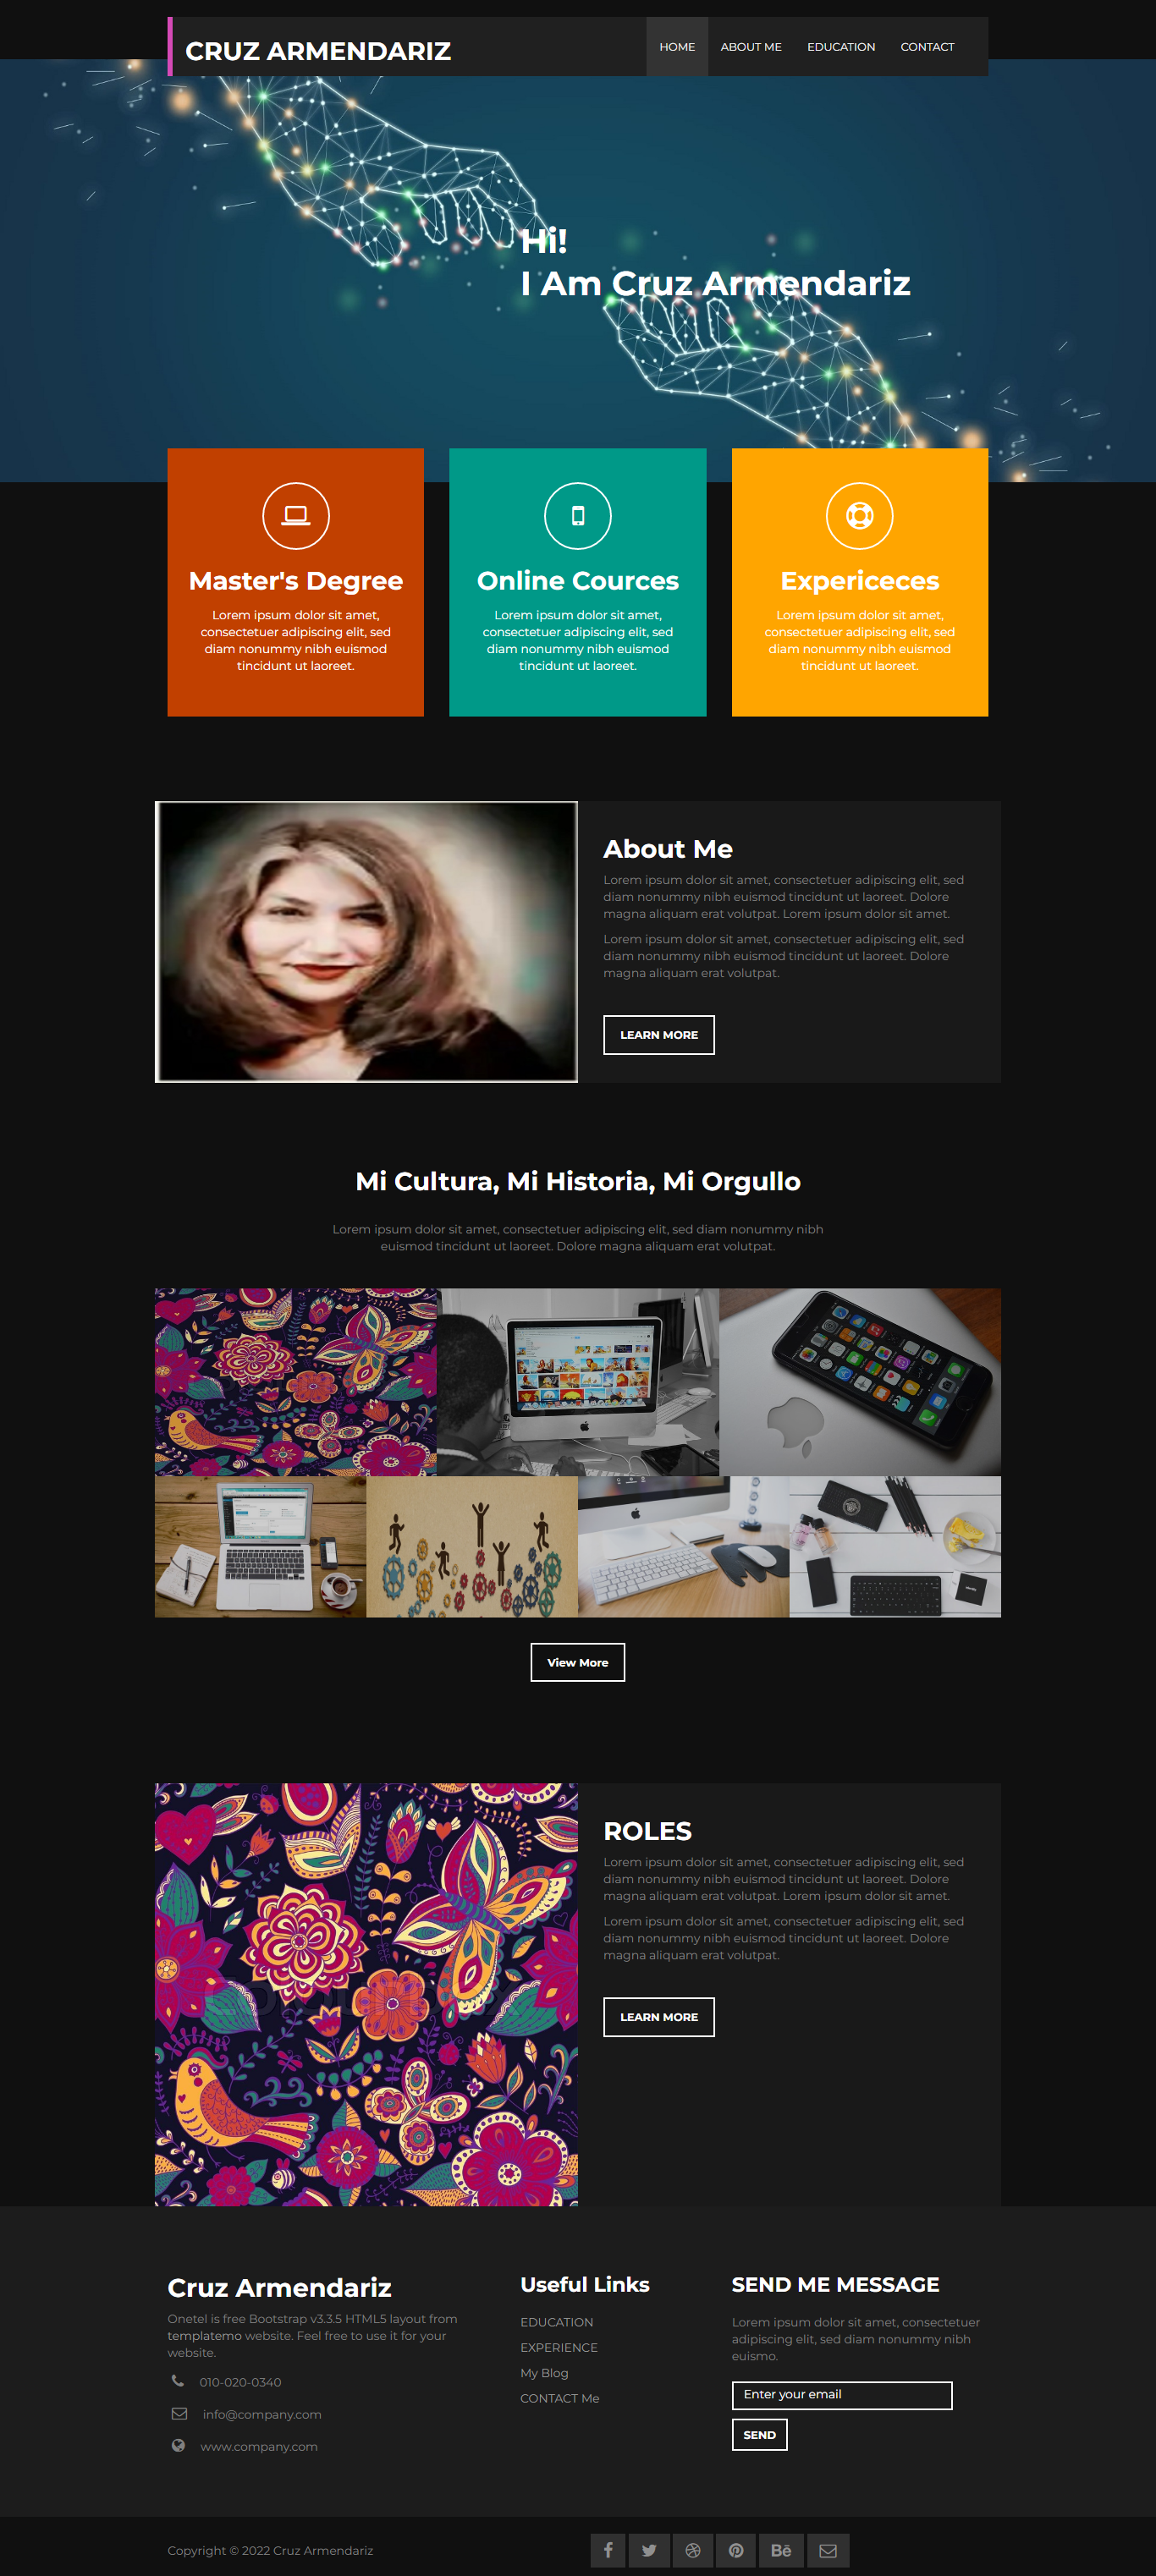 CRUZ ARMENDARIZ
HOME ABOUT ME EDUCATION CONTACT
Hi!
I Am Cruz Armendariz
Master's Degree
Lorem ipsum dolor sit amet,
consectetuer adipiscing elit, sed
diam nonummy nibh euismod
tincidunt ut laoreet.
Online Cources
Lorem ipsum dolor sit amet,
consectetuer adipiscing elit, sed
diam nonummy nibh euismod
tincidunt ut laoreet.
Expericeces
Lorem ipsum dolor sit amet,
consectetuer adipiscing elit, sed
diam nonummy nibh euismod
tincidunt ut laoreet.
About Me
Lorem ipsum dolor sit amet, consectetuer adipiscing elit, sed
diam nonummy nibh euismod tincidunt ut laoreet. Dolore
magna aliquam erat volutpat. Lorem ipsum dolor sit amet.
Lorem ipsum dolor sit amet, consectetuer adipiscing elit, sed
diam nonummy nibh euismod tincidunt ut laoreet. Dolore
magna aliquam erat volutpat.
LEARN MORE
Mi Cultura, Mi Historia, Mi Orgullo
Lorem ipsum dolor sit amet, consectetuer adipiscing elit, sed diam nonummy nibh
euismod tincidunt ut laoreet. Dolore magna aliquam erat volutpat.
View More
ROLES
Lorem ipsum dolor sit amet, consectetuer adipiscing elit, sed
diam nonummy nibh euismod tincidunt ut laoreet. Dolore
magna aliquam erat volutpat. Lorem ipsum dolor sit amet.
Lorem ipsum dolor sit amet, consectetuer adipiscing elit, sed
diam nonummy nibh euismod tincidunt ut laoreet. Dolore
magna aliquam erat volutpat.
LEARN MORE
Cruz Armendariz
Onetel is free Bootstrap v3.3.5 HTML5 layout from
templatemo website. Feel free to use it for your
website.
010-020-0340
info@company.com
www.company.com
Useful Links
EDUCATION
EXPERIENCE
My Blog
CONTACT Me
SEND ME MESSAGE
Lorem ipsum dolor sit amet, consectetuer
adipiscing elit, sed diam nonummy nibh
euismo.
Enter your email
SEND
Copyright © 2022 Cruz Armendariz